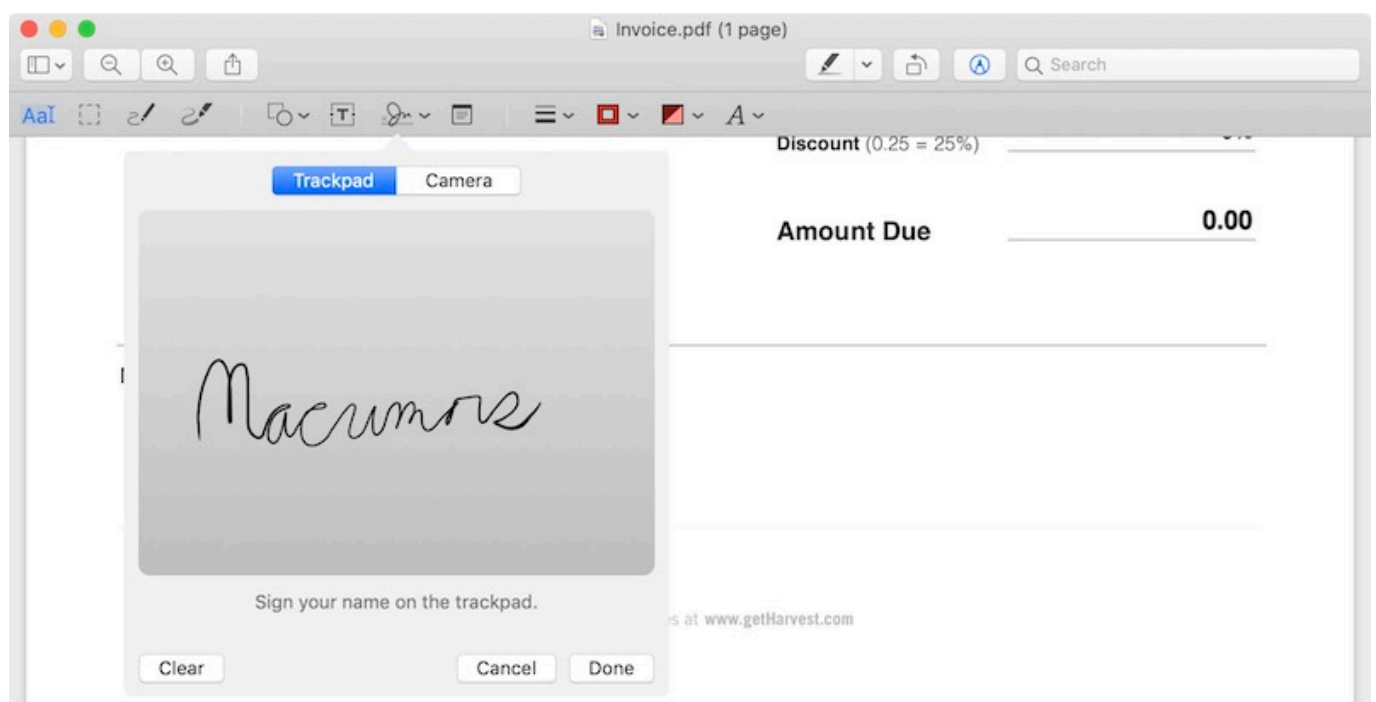 Invoice.pdf (1 page)
Search
AaI
T
A
Trackpad Camera
Discount (0.25 = 25%)
Amount Due 0.00
Macrumors
Sign your name on the trackpad.
s at www.getHarvest.com
Clear Cancel Done